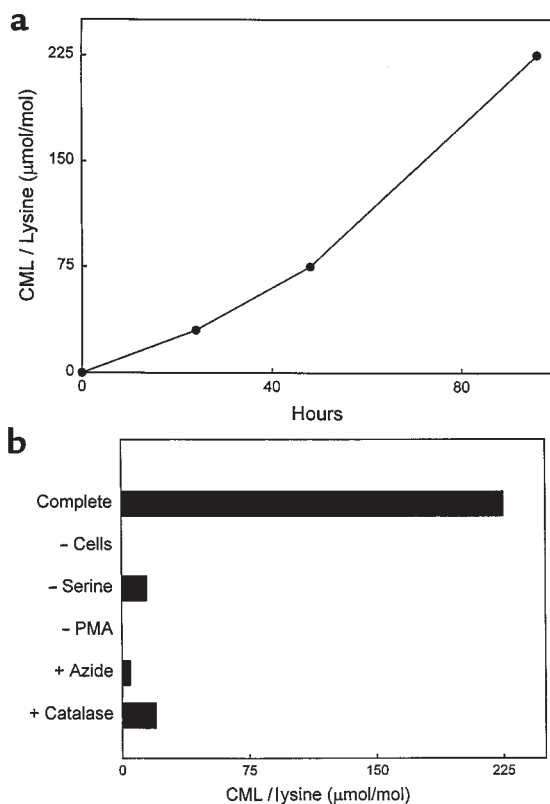 a
225
150
75
0
CML / Lysine (µmol/mol)
0 40 80
Hours
b
Complete
– Cells
– Serine
– PMA
+ Azide
+ Catalase
0 75 150 225
CML / lysine (µmol/mol)